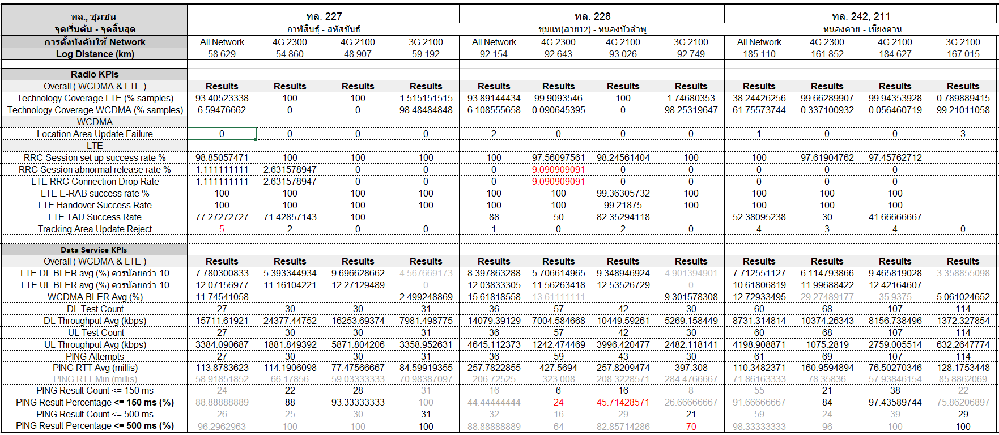 ทล., ชุมชน ทล. 227 ทล. 228 ทล. 242, 211
จุดเริ่มต้น - จุดสิ้นสุด กาฬสินธุ์ - สหัสขันธ์ ชุมแพ(สาย12) - หนองบัวลำพู หนองคาย - เชียงคาน
การตั้งบังคับใช้ Network All Network 4G 2300 4G 2100 3G 2100 All Network 4G 2300 4G 2100 3G 2100 All Network 4G 2300 4G 2100 3G 2100
Log Distance (km) 58.629 54.860 48.907 59.192 92.154 92.643 93.026 92.749 185.110 161.852 184.627 167.015
Radio KPIs
Overall ( WCDMA & LTE ) Results Results Results Results Results Results Results Results Results Results Results Results
Technology Coverage LTE (% samples) 93.40523338 100 100 1.515151515 93.89144434 99.9093546 100 1.74680353 38.24426256 99.66289907 99.94353928 0.789889415
Technology Coverage WCDMA (% samples) 6.59476662 0 0 98.48484848 6.108555658 0.090645395 0 98.25319647 61.75573744 0.337100932 0.056460719 99.21011058
WCDMA
Location Area Update Failure 0 0 0 0 2 0 0 0 1 0 0 3
LTE
RRC Session set up success rate % 98.85057471 100 100 100 100 97.56097561 98.24561404 100 100 97.61904762 97.45762712
RRC Session abnormal release rate % 1.111111111 2.631578947 0 0 0 9.090909091 0 0 0 0 0
LTE RRC Connection Drop Rate 1.111111111 2.631578947 0 0 0 9.090909091 0 0 0 0 0
LTE E-RAB success rate % 100 100 100 100 100 100 99.36305732 100 100 100 100
LTE Handover Success Rate 100 100 100 100 100 100 99.21875 100 100 100 100
LTE TAU Success Rate 77.27272727 71.42857143 100 88 50 82.35294118 52.38095238 30 41.66666667
Tracking Area Update Reject 5 2 0 0 1 0 2 0 4 3 4 0
Data Service KPIs
Overall ( WCDMA & LTE ) Results Results Results Results Results Results Results Results Results Results Results Results
LTE DL BLER avg (%) ควรน้อยกว่า 10 7.780300833 5.393344934 9.696628662 4.567669173 8.397863288 5.706614965 9.348946924 4.901394901 7.712551127 6.114793866 9.465819028 3.358855098
LTE UL BLER avg (%) ควรน้อยกว่า 10 12.07156977 11.16104221 12.27129489 0 12.03833305 11.56263418 12.53526729 0 10.61806819 11.99688422 12.42164042
WCDMA BLER Avg (%) 11.74541058 2.499248869 15.61818558 13.61111111 9.301578308 12.72933495 29.27489177 35.9375 5.061024652
DL Test Count 27 30 30 31 36 57 42 30 60 68 107 114
DL Throughput Avg (kbps) 15711.61921 24377.44752 16253.69374 7981.498775 14079.39129 7004.584668 10449.59261 5269.158449 8731.314814 10374.26343 8156.738496 1372.327854
UL Test Count 27 30 30 31 36 57 42 30 60 68 107 114
UL Throughput Avg (kbps) 3384.090687 1881.849392 5871.804206 3358.952631 4645.112373 1242.474469 3996.420477 2482.118141 4198.908871 1075.2819 2759.055514 632.2647774
PING Attempts 27 30 30 31 36 59 43 30 61 69 107 114
PING RTT Avg (millis) 113.8783623 114.1906098 77.47566667 84.59919355 257.7822855 427.5694 257.8209474 397.308 110.3482371 160.9594894 76.50270346 128.1753448
PING RTT Min (millis) 58.91851852 66.17856 59.03333333 70.98387097 206.72525 323.008 208.3228571 284.4766667 71.86163333 78.35836 57.93846154 85.8862069
PING Result Count <= 150 ms 24 22 28 31 16 6 16 8 55 21 38 22
PING Result Percentage <= 150 ms (%) 88.88888889 88 93.33333333 100 44.44444444 24 45.71428571 26.66666667 91.66666667 84 97.43589744 75.86206897
PING Result Count <= 500 ms 26 25 30 31 32 16 29 21 59 24 39 29
PING Result Percentage <= 500 ms (%) 96.2962963 100 100 100 88.88888889 64 82.85714286 70 98.33333333 96 100 100